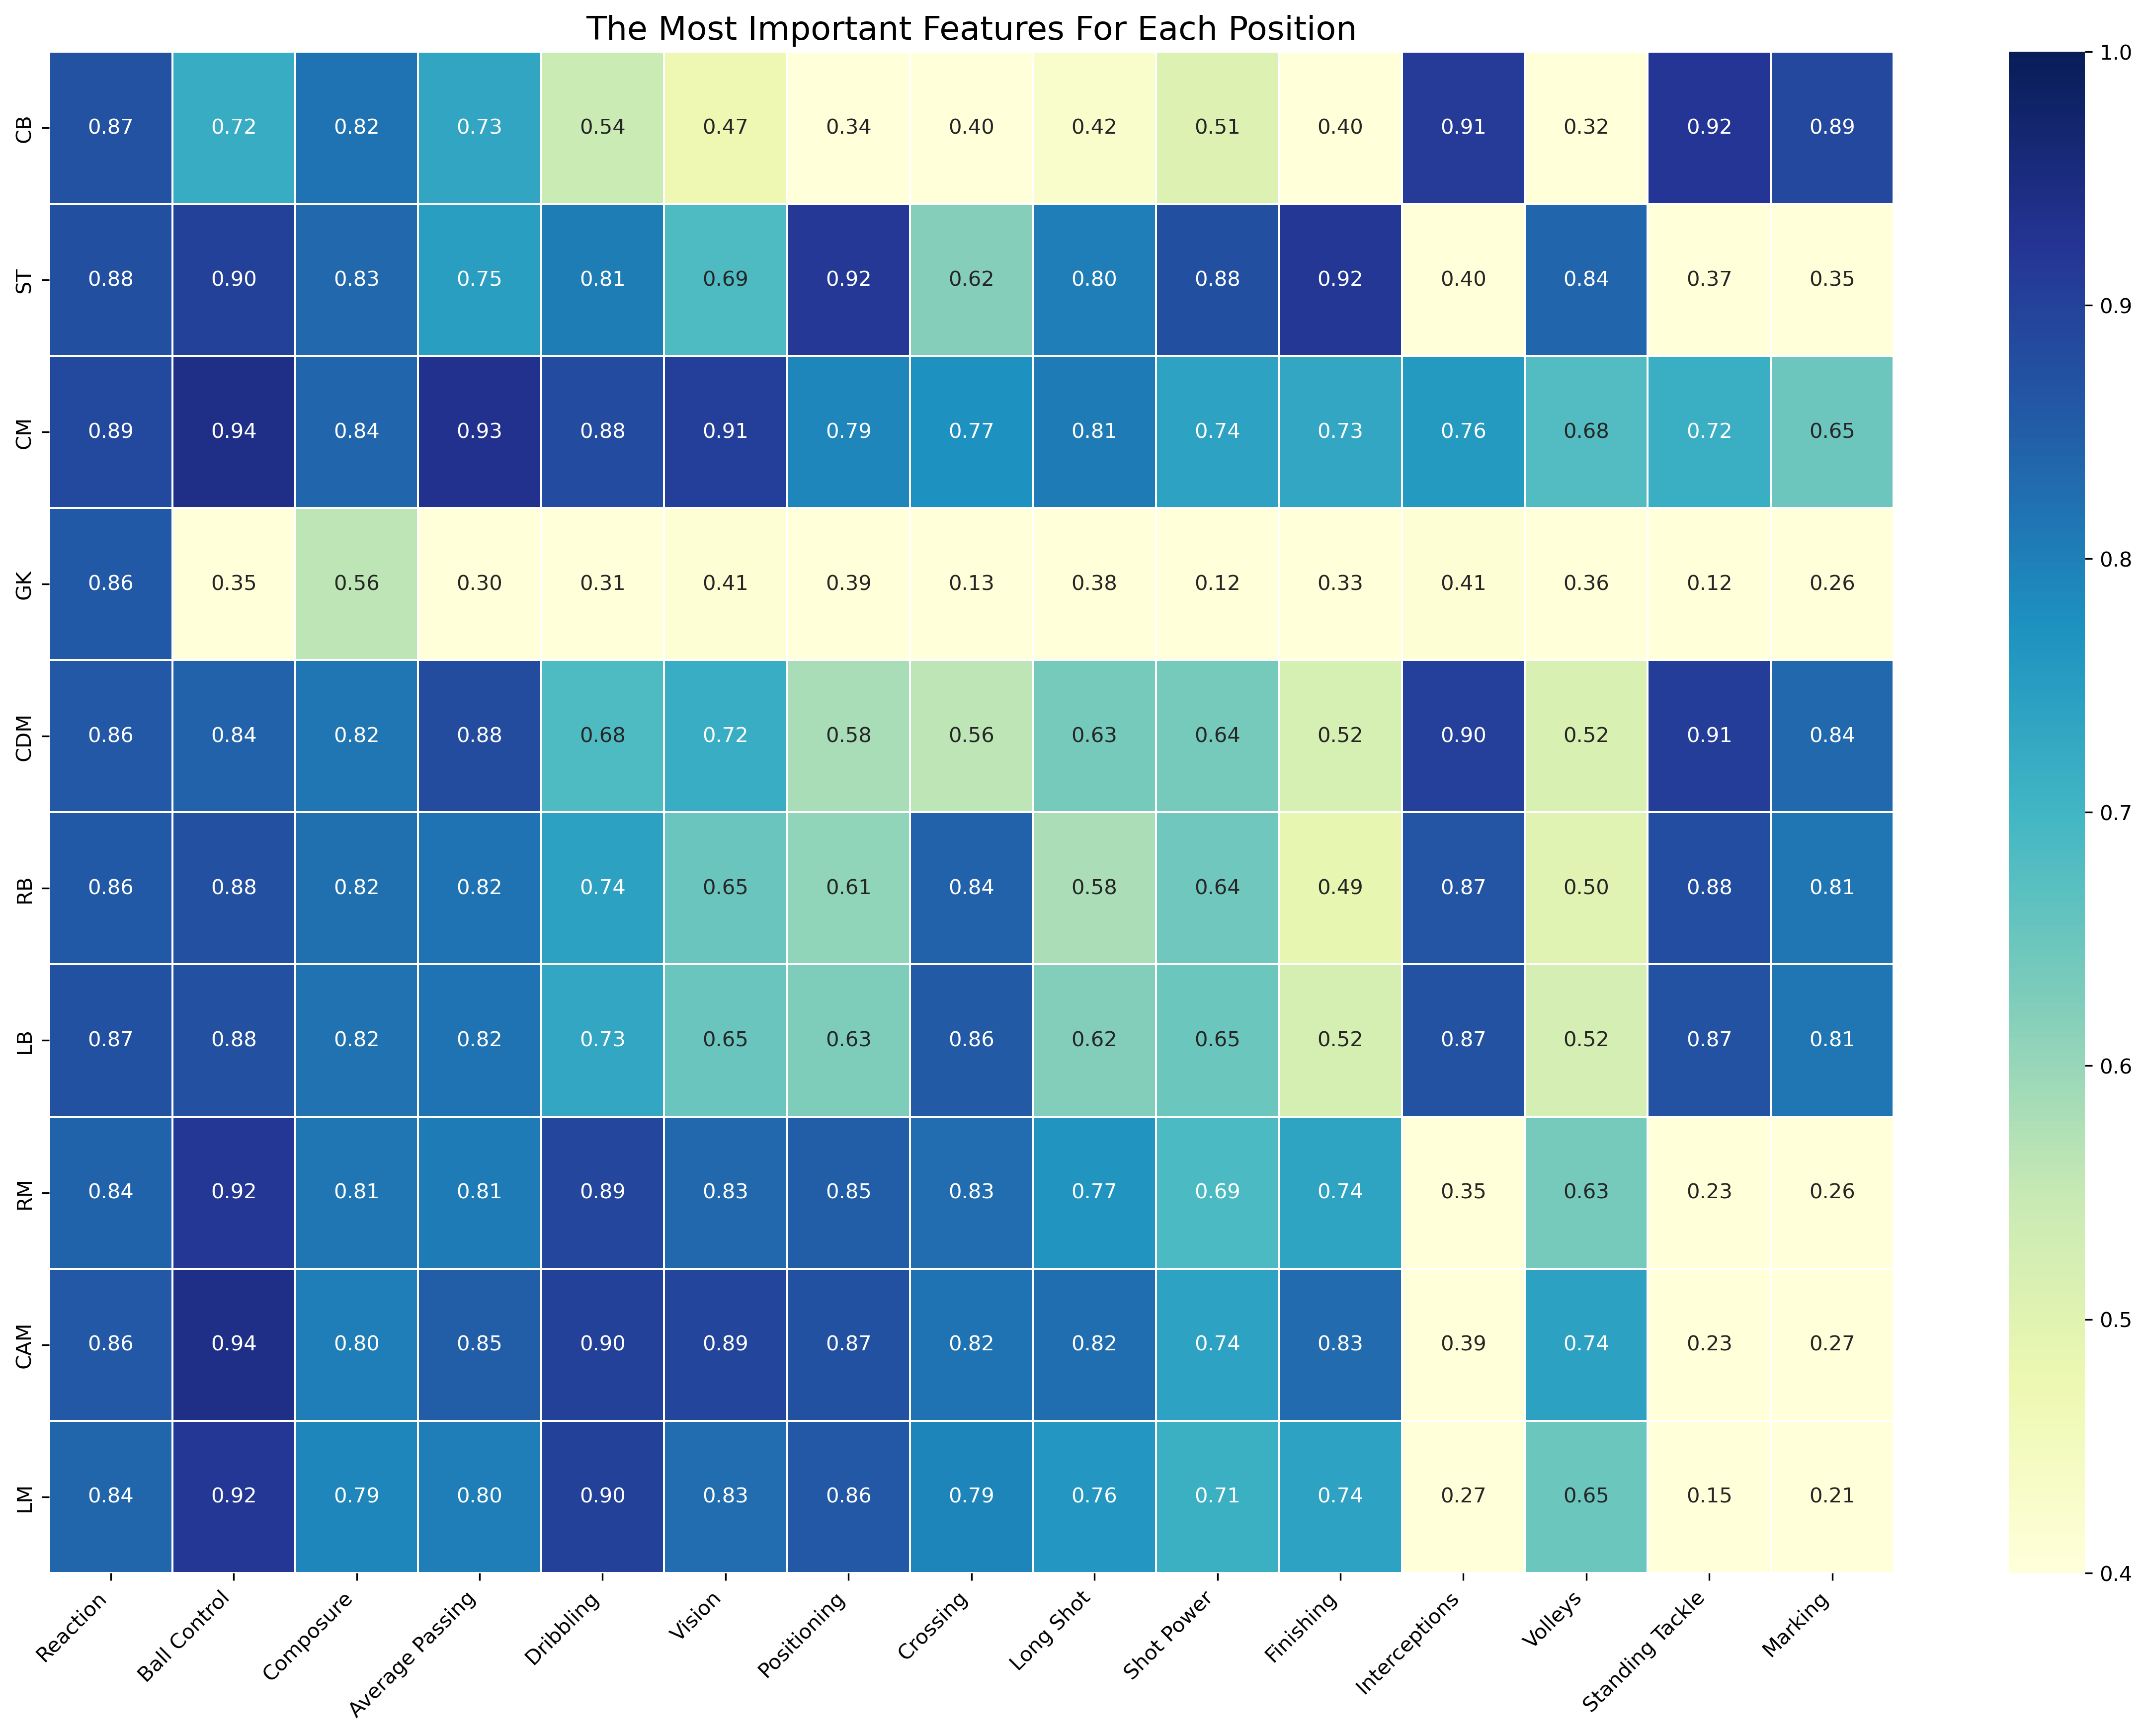 The Most Important Features For Each Position
CB 0.87 0.72 0.82 0.73 0.54 0.47 0.34 0.40 0.42 0.51 0.40 0.91 0.32 0.92 0.89
ST 0.88 0.90 0.83 0.75 0.81 0.69 0.92 0.62 0.80 0.88 0.92 0.40 0.84 0.37 0.35
CM 0.89 0.94 0.84 0.93 0.88 0.91 0.79 0.77 0.81 0.74 0.73 0.76 0.68 0.72 0.65
GK 0.86 0.35 0.56 0.30 0.31 0.41 0.39 0.13 0.38 0.12 0.33 0.41 0.36 0.12 0.26
CDM 0.86 0.84 0.82 0.88 0.68 0.72 0.58 0.56 0.63 0.64 0.52 0.90 0.52 0.91 0.84
RB 0.86 0.88 0.82 0.82 0.74 0.65 0.61 0.84 0.58 0.64 0.49 0.87 0.50 0.88 0.81
LB 0.87 0.88 0.82 0.82 0.73 0.65 0.63 0.86 0.62 0.65 0.52 0.87 0.52 0.87 0.81
RM 0.84 0.92 0.81 0.81 0.89 0.83 0.85 0.83 0.77 0.69 0.74 0.35 0.63 0.23 0.26
CAM 0.86 0.94 0.80 0.85 0.90 0.89 0.87 0.82 0.82 0.74 0.83 0.39 0.74 0.23 0.27
LM 0.84 0.92 0.79 0.80 0.90 0.83 0.86 0.79 0.76 0.71 0.74 0.27 0.65 0.15 0.21
Reaction
Ball Control
Composure
Average Passing
Dribbling
Vision
Positioning
Crossing
Long Shot
Shot Power
Finishing
Interceptions
Volleys
Standing Tackle
Marking
1.0
0.9
0.8
0.7
0.6
0.5
0.4